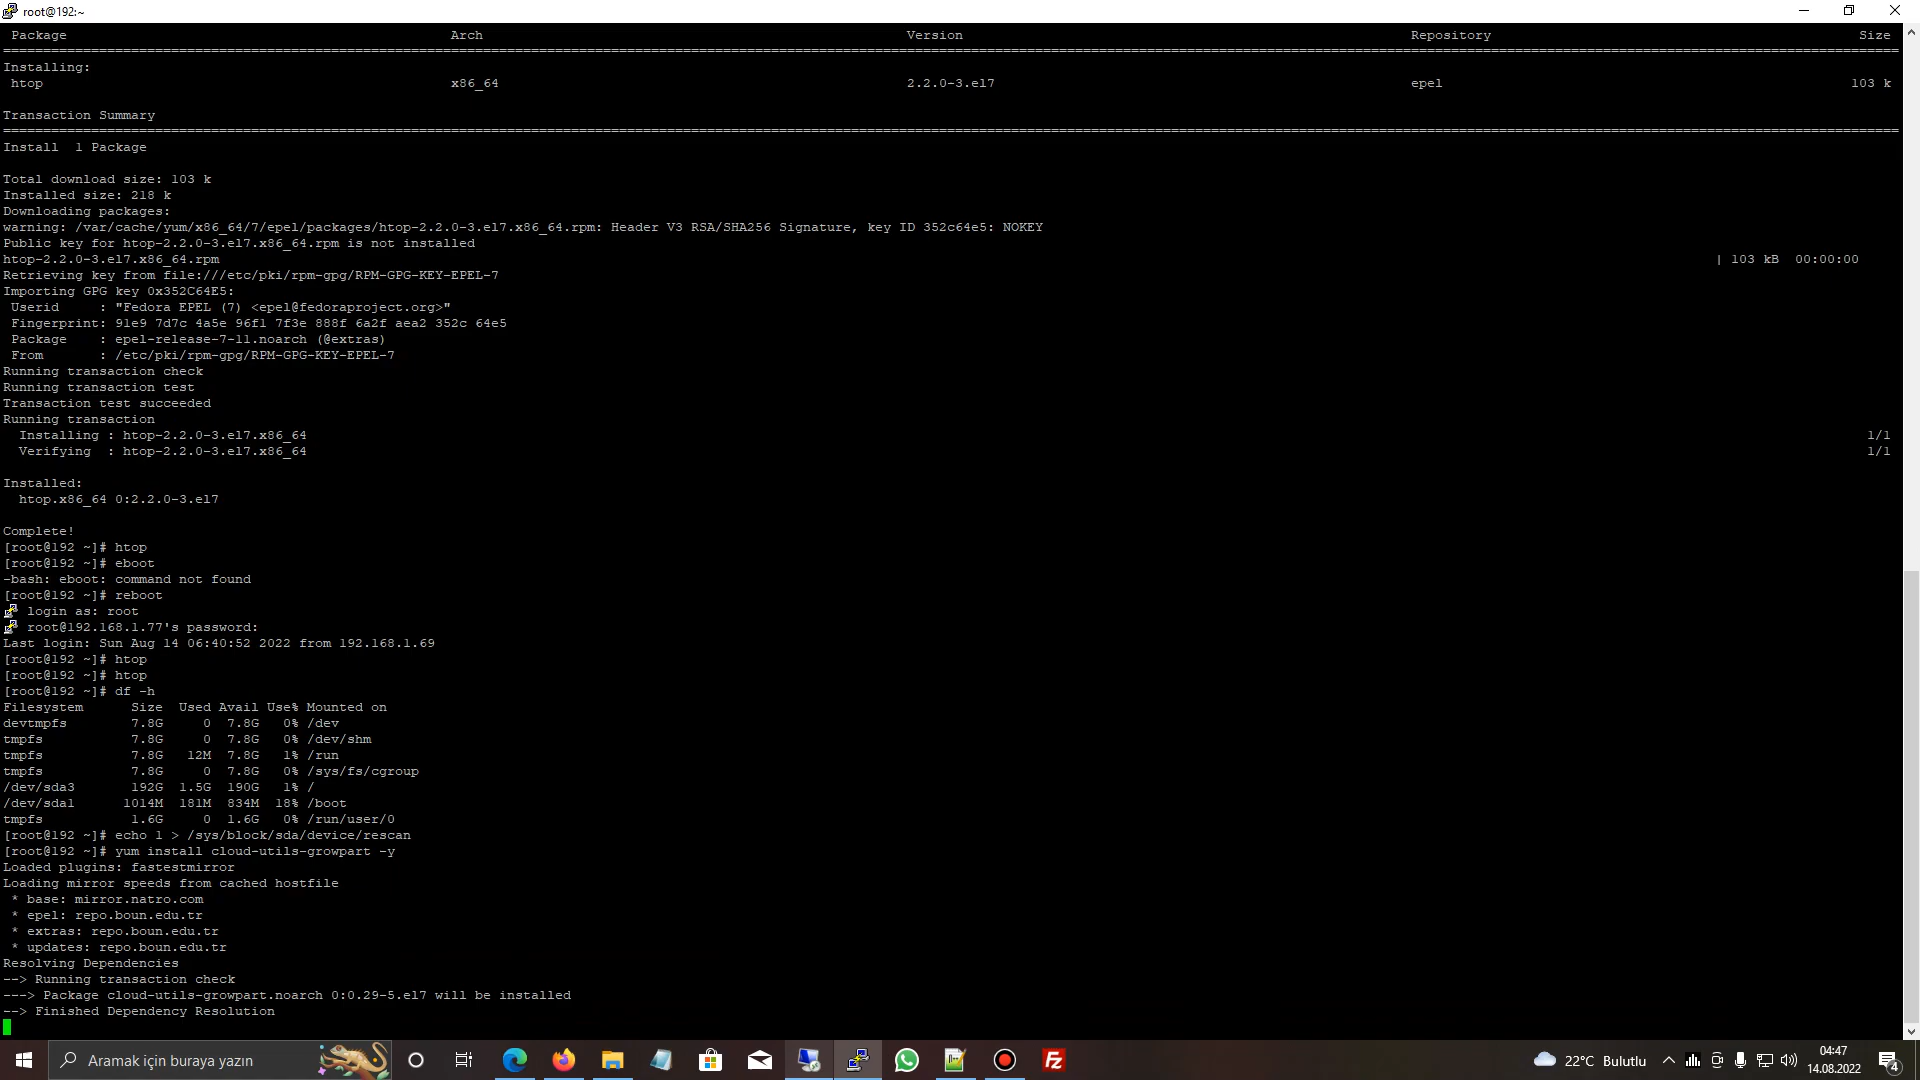 root@192:~
Package Arch Version Repository Size
================================================================================
Installing:
htop x86_64 2.2.0-3.el7 epel 103 k
Transaction Summary
================================================================================
Install  1 Package
Total download size: 103 k
Installed size: 218 k
Downloading packages:
warning: /var/cache/yum/x86_64/7/epel/packages/htop-2.2.0-3.el7.x86_64.rpm: Header V3 RSA/SHA256 Signature, key ID 352c64e5: NOKEY
Public key for htop-2.2.0-3.el7.x86_64.rpm is not installed
htop-2.2.0-3.el7.x86_64.rpm | 103 kB  00:00:00
Retrieving key from file:///etc/pki/rpm-gpg/RPM-GPG-KEY-EPEL-7
Importing GPG key 0x352C64E5:
 Userid     : "Fedora EPEL (7) <epel@fedoraproject.org>"
 Fingerprint: 91e9 7d7c 4a5e 96f1 7f3e 888f 6a2f aea2 352c 64e5
 Package    : epel-release-7-11.noarch (@extras)
 From       : /etc/pki/rpm-gpg/RPM-GPG-KEY-EPEL-7
Running transaction check
Running transaction test
Transaction test succeeded
Running transaction
  Installing : htop-2.2.0-3.el7.x86_64 1/1
  Verifying  : htop-2.2.0-3.el7.x86_64 1/1
Installed:
  htop.x86_64 0:2.2.0-3.el7
Complete!
[root@192 ~]# htop
[root@192 ~]# eboot
-bash: eboot: command not found
[root@192 ~]# reboot
login as: root
root@192.168.1.77's password:
Last login: Sun Aug 14 06:40:52 2022 from 192.168.1.69
[root@192 ~]# htop
[root@192 ~]# htop
[root@192 ~]# df -h
Filesystem      Size  Used Avail Use% Mounted on
devtmpfs        7.8G     0  7.8G   0% /dev
tmpfs           7.8G     0  7.8G   0% /dev/shm
tmpfs           7.8G   12M  7.8G   1% /run
tmpfs           7.8G     0  7.8G   0% /sys/fs/cgroup
/dev/sda3       192G  1.5G  190G   1% /
/dev/sda1      1014M  181M  834M  18% /boot
tmpfs           1.6G     0  1.6G   0% /run/user/0
[root@192 ~]# echo 1 > /sys/block/sda/device/rescan
[root@192 ~]# yum install cloud-utils-growpart -y
Loaded plugins: fastestmirror
Loading mirror speeds from cached hostfile
 * base: mirror.natro.com
 * epel: repo.boun.edu.tr
 * extras: repo.boun.edu.tr
 * updates: repo.boun.edu.tr
Resolving Dependencies
--> Running transaction check
---> Package cloud-utils-growpart.noarch 0:0.29-5.el7 will be installed
--> Finished Dependency Resolution
Aramak için buraya yazın
Fz
22°C Bulutlu
04:47
14.08.2022
4